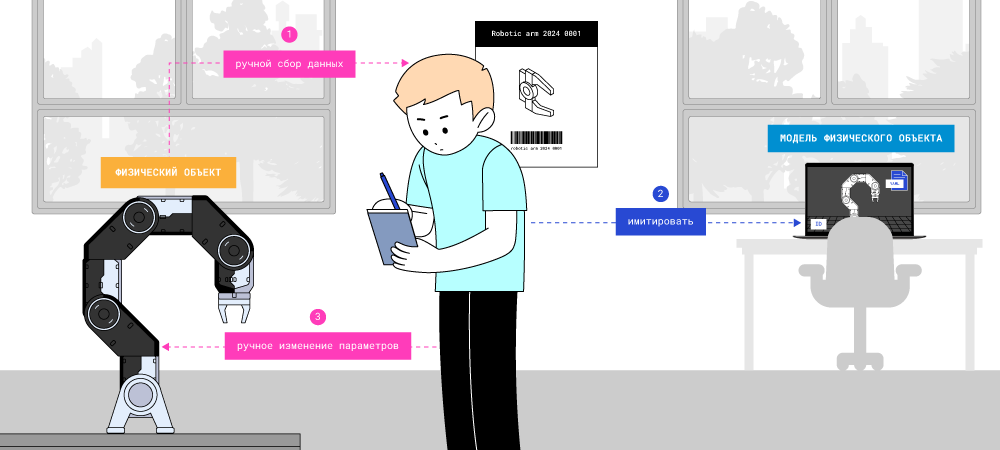 1
ручной сбор данных
Robotic arm 2024 0001
robotic arm 2024 0001
МОДЕЛЬ ФИЗИЧЕСКОГО ОБЪЕКТА
ФИЗИЧЕСКИЙ ОБЪЕКТ
2
имитировать
3D
3
ручное изменение параметров